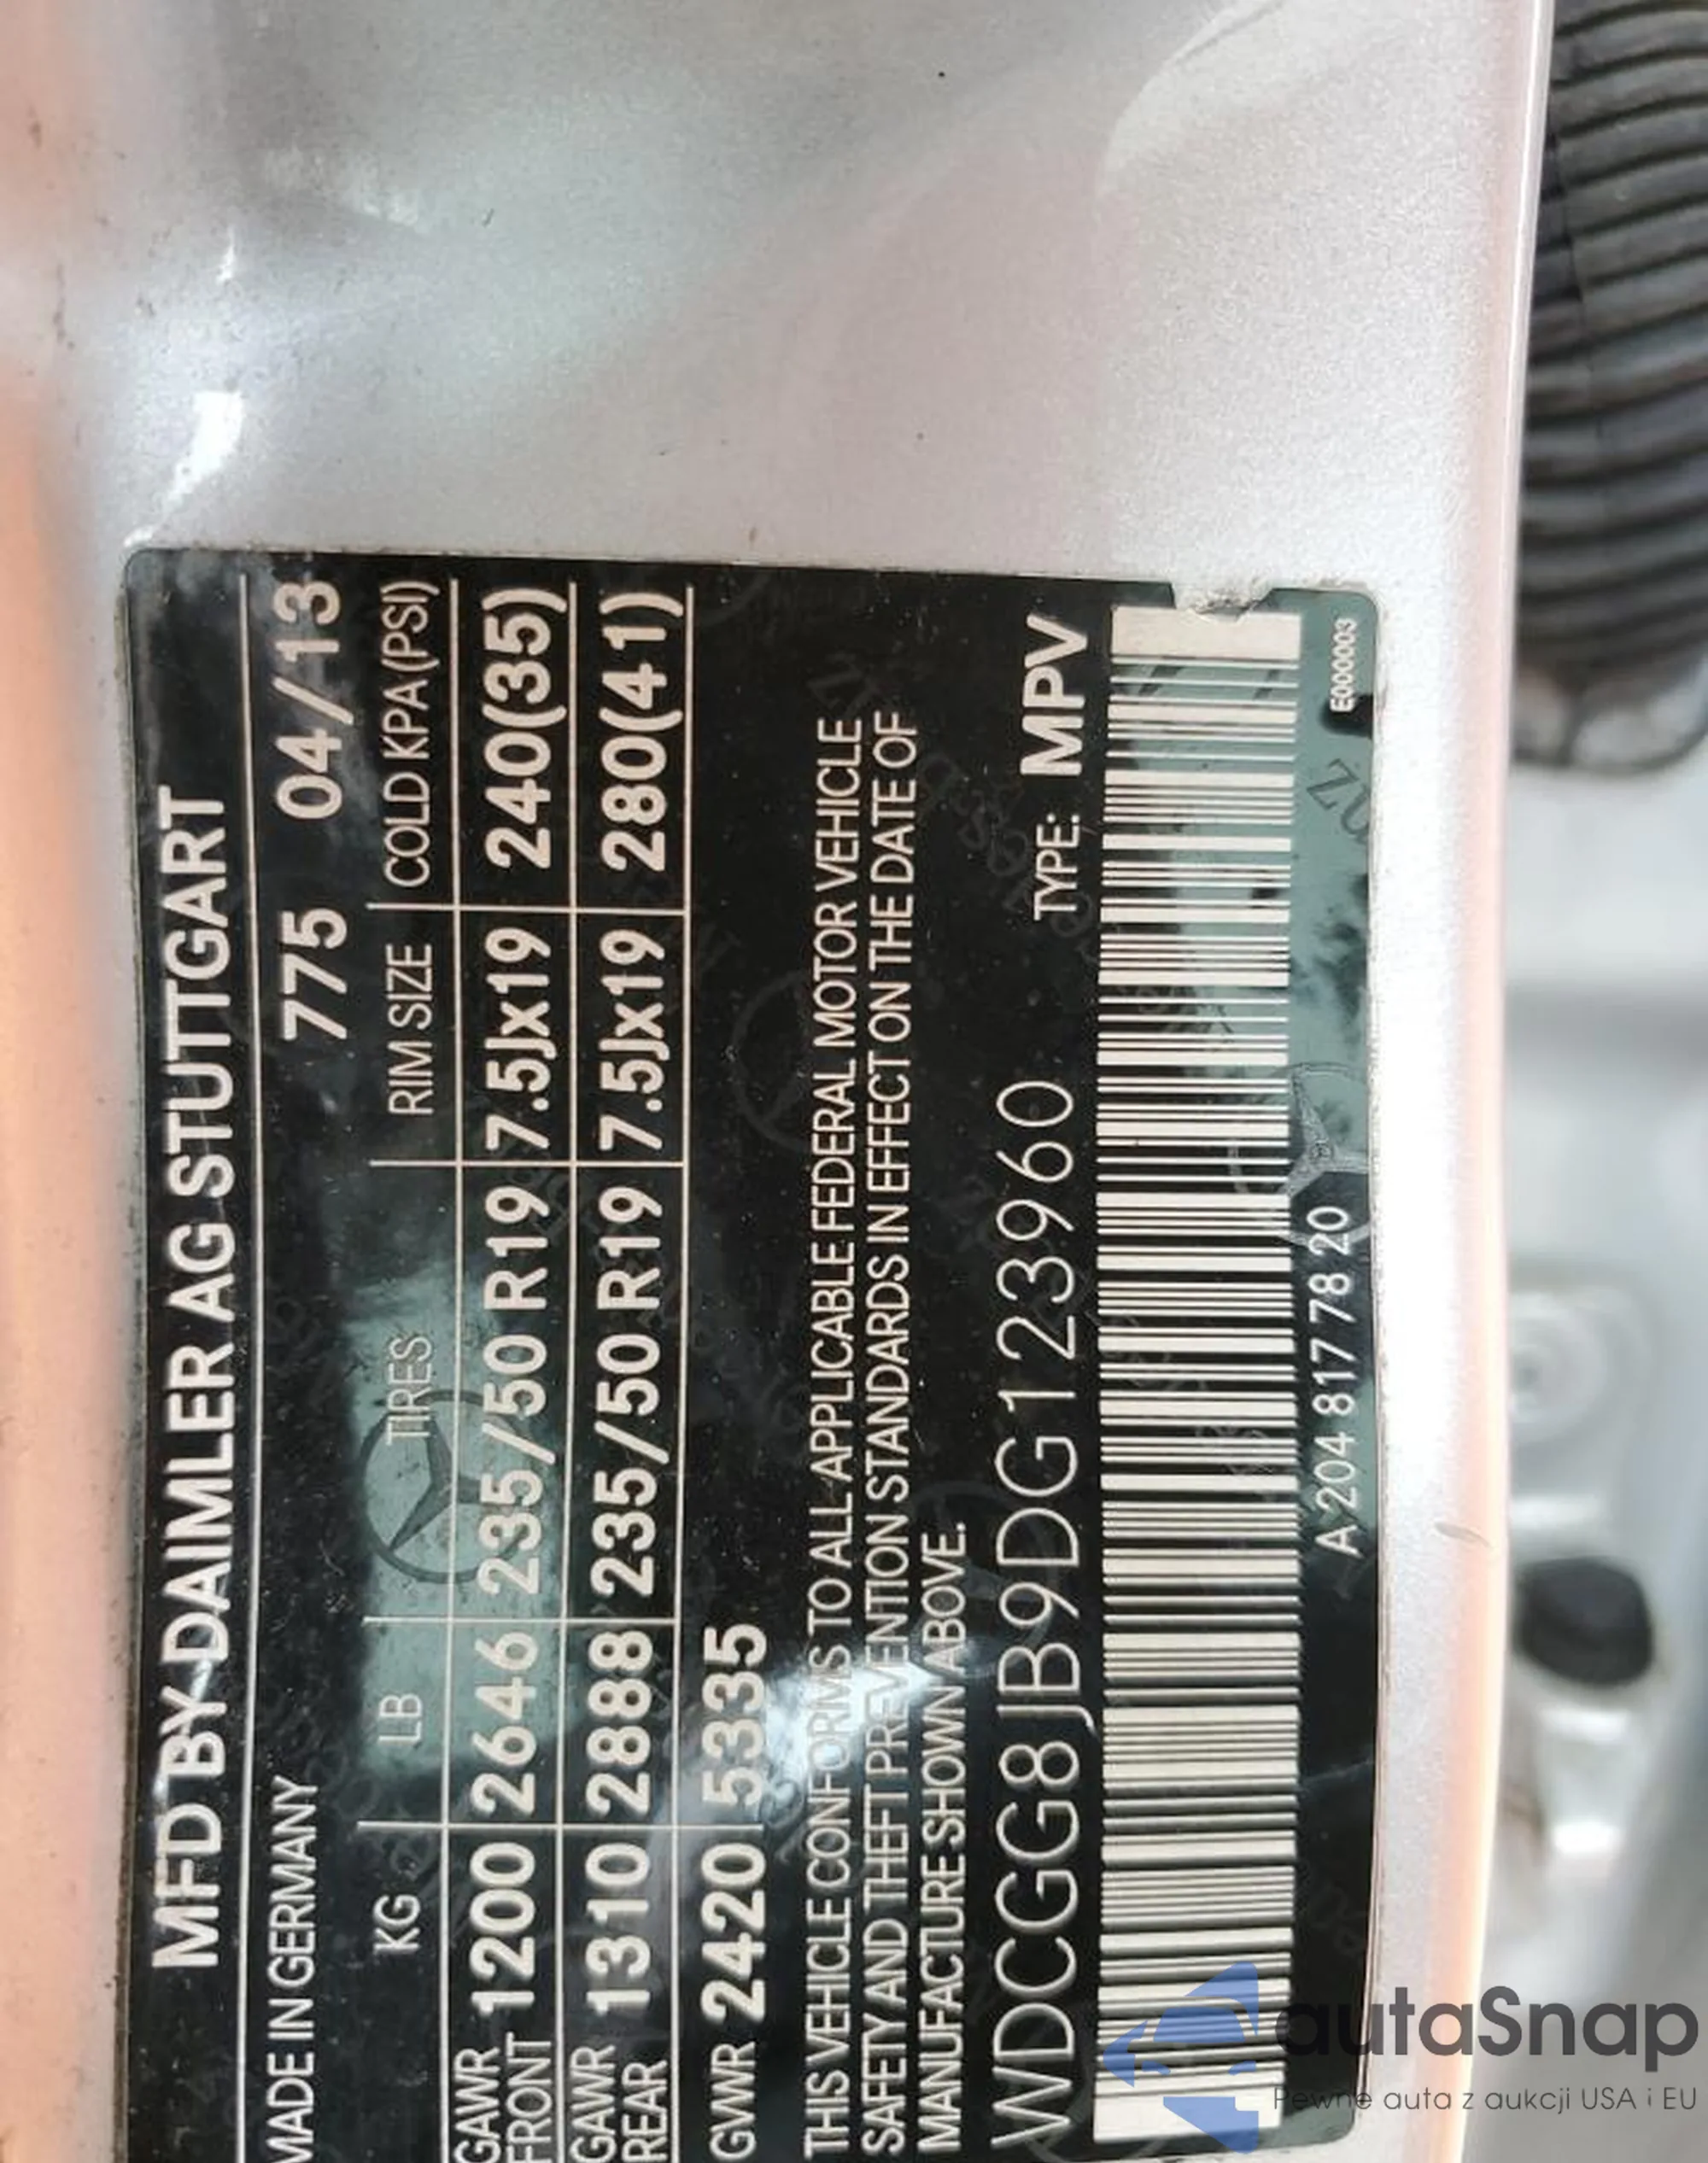 MFD BY DAIMLER AG STUTTGART
MADE IN GERMANY 775 04/13
KG LB TIRES RIM SIZE COLD KPA(PSI)
GAWR
FRONT 1200 2646 235/50 R19 7.5Jx19 240(35)
GAWR
REAR 1310 2888 235/50 R19 7.5Jx19 280(41)
GVWR 2420 5335
THIS VEHICLE CONFORMS TO ALL APPLICABLE FEDERAL MOTOR VEHICLE
SAFETY AND THEFT PREVENTION STANDARDS IN EFFECT ON THE DATE OF
MANUFACTURE SHOWN ABOVE.
WDCGG8JB9DG123960 TYPE: MPV
A 204 817 78 20 E000003
autaSnap
Pewne auta z aukcji USA i EU